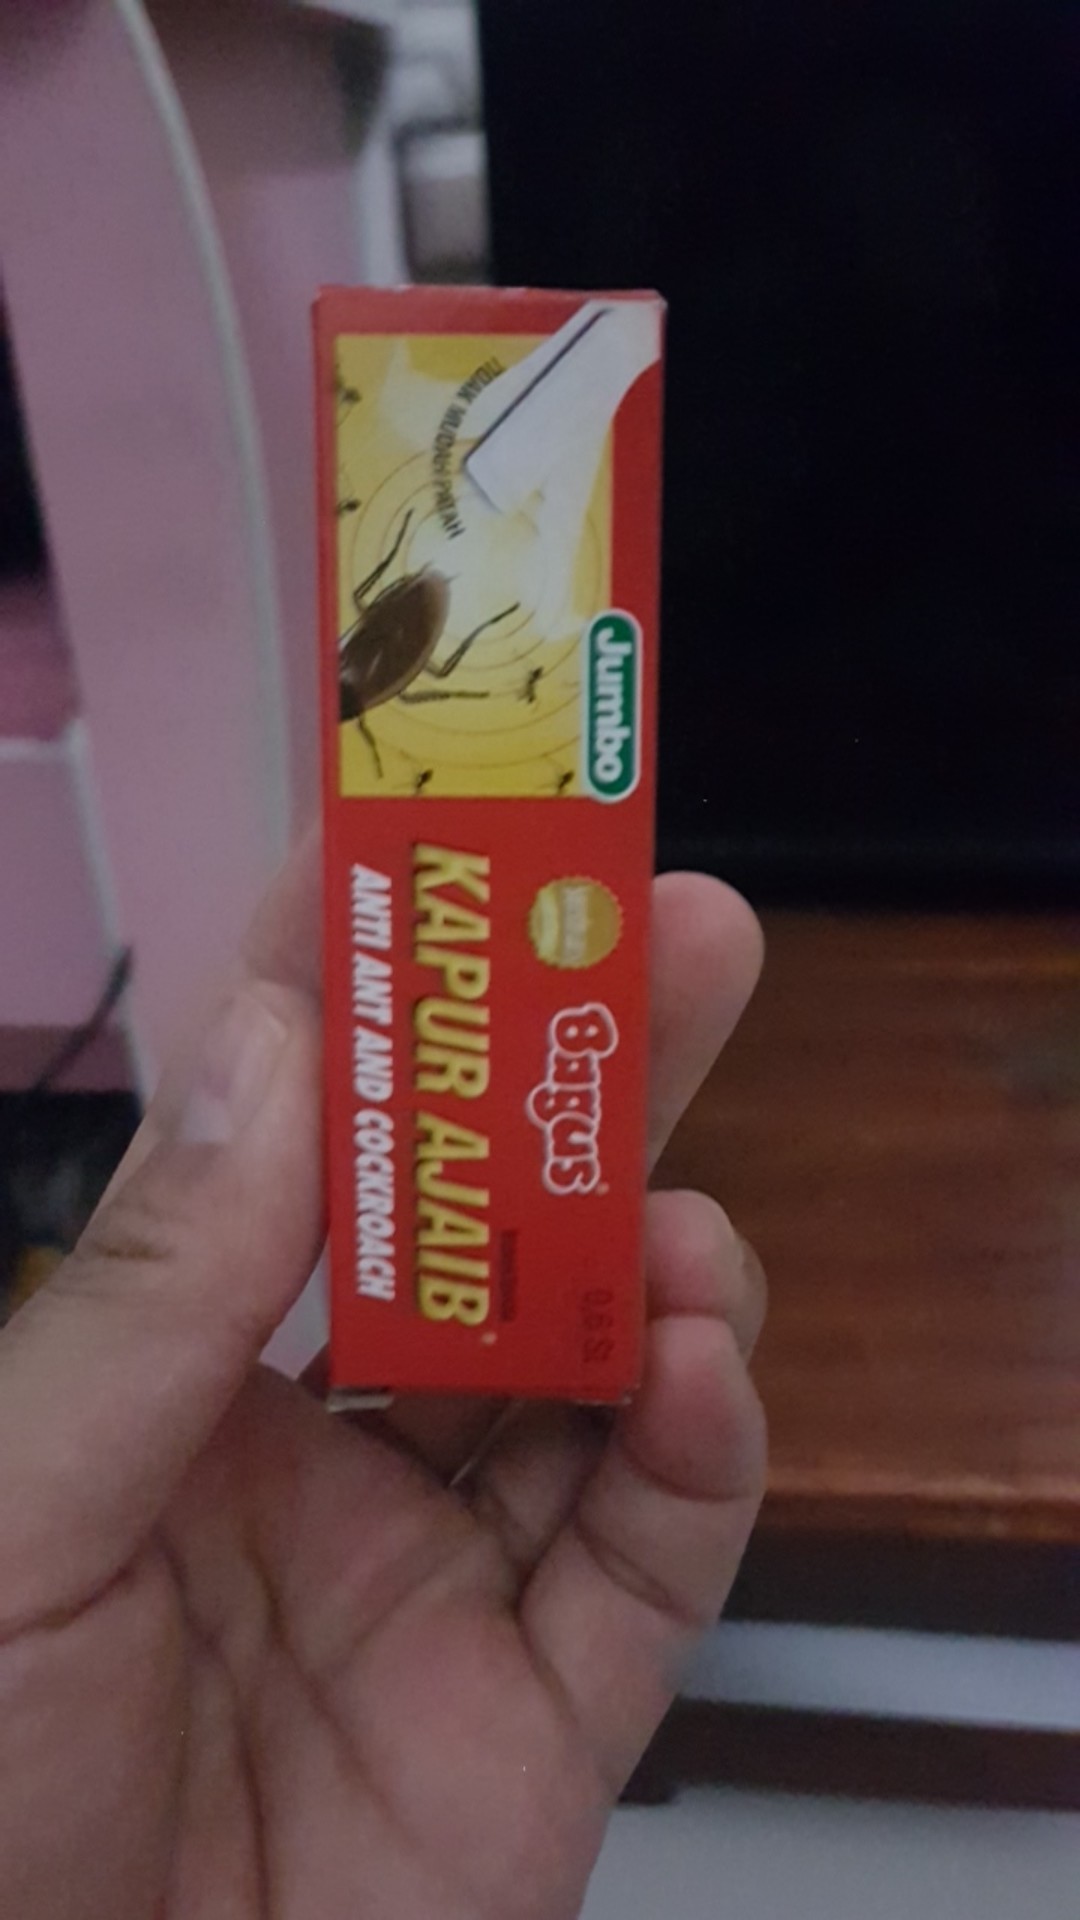 TIDAK MUDAH PATAH
Jumbo
Bagus
KAPUR AJAIB
ANTI ANT AND COCKROACH